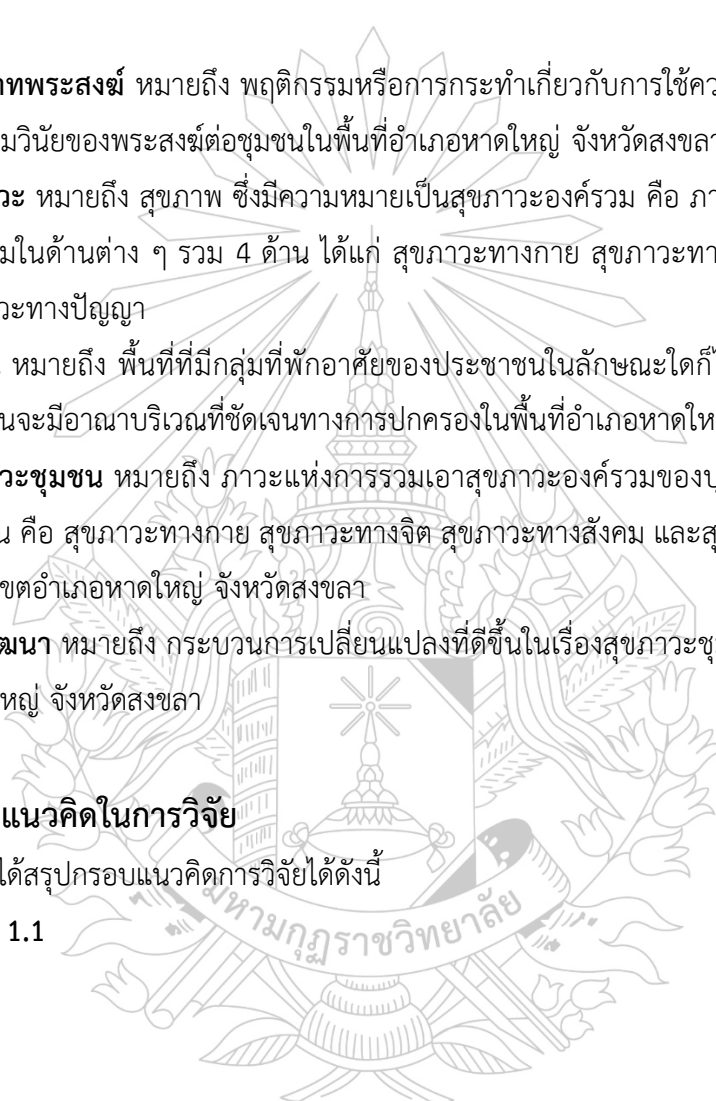 าทพระสงฆ์ หมายถึง พฤติกรรมหรือการกระทำเกี่ยวกับการใช้คว
มวินัยของพระสงฆ์ต่อชุมชนในพื้นที่อำเภอหาดใหญ่ จังหวัดสงขลา
วะ หมายถึง สุขภาพ ซึ่งมีความหมายเป็นสุขภาวะองค์รวม คือ ภา
มในด้านต่าง ๆ รวม 4 ด้าน ได้แก่ สุขภาวะทางกาย สุขภาวะทา
วะทางปัญญา
หมายถึง พื้นที่ที่มีกลุ่มที่พักอาศัยของประชาชนในลักษณะใดก็ไ
นจะมีอาณาบริเวณที่ชัดเจนทางการปกครองในพื้นที่อำเภอหาดให
วะชุมชน หมายถึง ภาวะแห่งการรวมเอาสุขภาวะองค์รวมของบุ
น คือ สุขภาวะทางกาย สุขภาวะทางจิต สุขภาวะทางสังคม และสุ
ขตอำเภอหาดใหญ่ จังหวัดสงขลา
ฒนา หมายถึง กระบวนการเปลี่ยนแปลงที่ดีขึ้นในเรื่องสุขภาวะชุ
หญ่ จังหวัดสงขลา
แนวคิดในการวิจัย
ได้สรุปกรอบแนวคิดการวิจัยได้ดังนี้
1.1
มหามกุฏราชวิทยาลัย